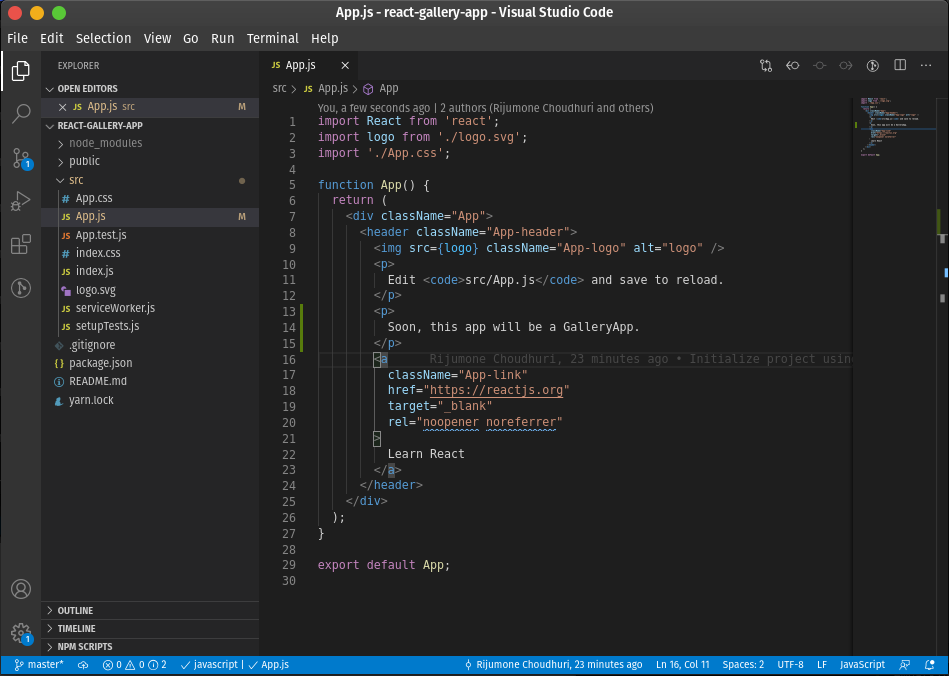 App.js - react-gallery-app - Visual Studio Code
File Edit Selection View Go Run Terminal Help
EXPLORER
OPEN EDITORS
JS App.js src M
REACT-GALLERY-APP
node_modules
public
src
# App.css
JS App.js M
JS App.test.js
# index.css
JS index.js
logo.svg
JS serviceWorker.js
JS setupTests.js
.gitignore
{} package.json
README.md
yarn.lock
OUTLINE
TIMELINE
NPM SCRIPTS
1
1
JS App.js
src > JS App.js > App
You, a few seconds ago | 2 authors (Rijumone Choudhuri and others)
1 import React from 'react';
2 import logo from './logo.svg';
3 import './App.css';
4
5 function App() {
6 return (
7 <div className="App">
8 <header className="App-header">
9 <img src={logo} className="App-logo" alt="logo" />
10 <p>
11 Edit <code>src/App.js</code> and save to reload.
12 </p>
13 <p>
14 Soon, this app will be a GalleryApp.
15 </p>
16 <a Rijumone Choudhuri, 23 minutes ago • Initialize project using
17 className="App-link"
18 href="https://reactjs.org"
19 target="_blank"
20 rel="noopener noreferrer"
21 >
22 Learn React
23 </a>
24 </header>
25 </div>
26 );
27 }
28
29 export default App;
30
master* 0 0 2 javascript | App.js Rijumone Choudhuri, 23 minutes ago Ln 16, Col 11 Spaces: 2 UTF-8 LF JavaScript